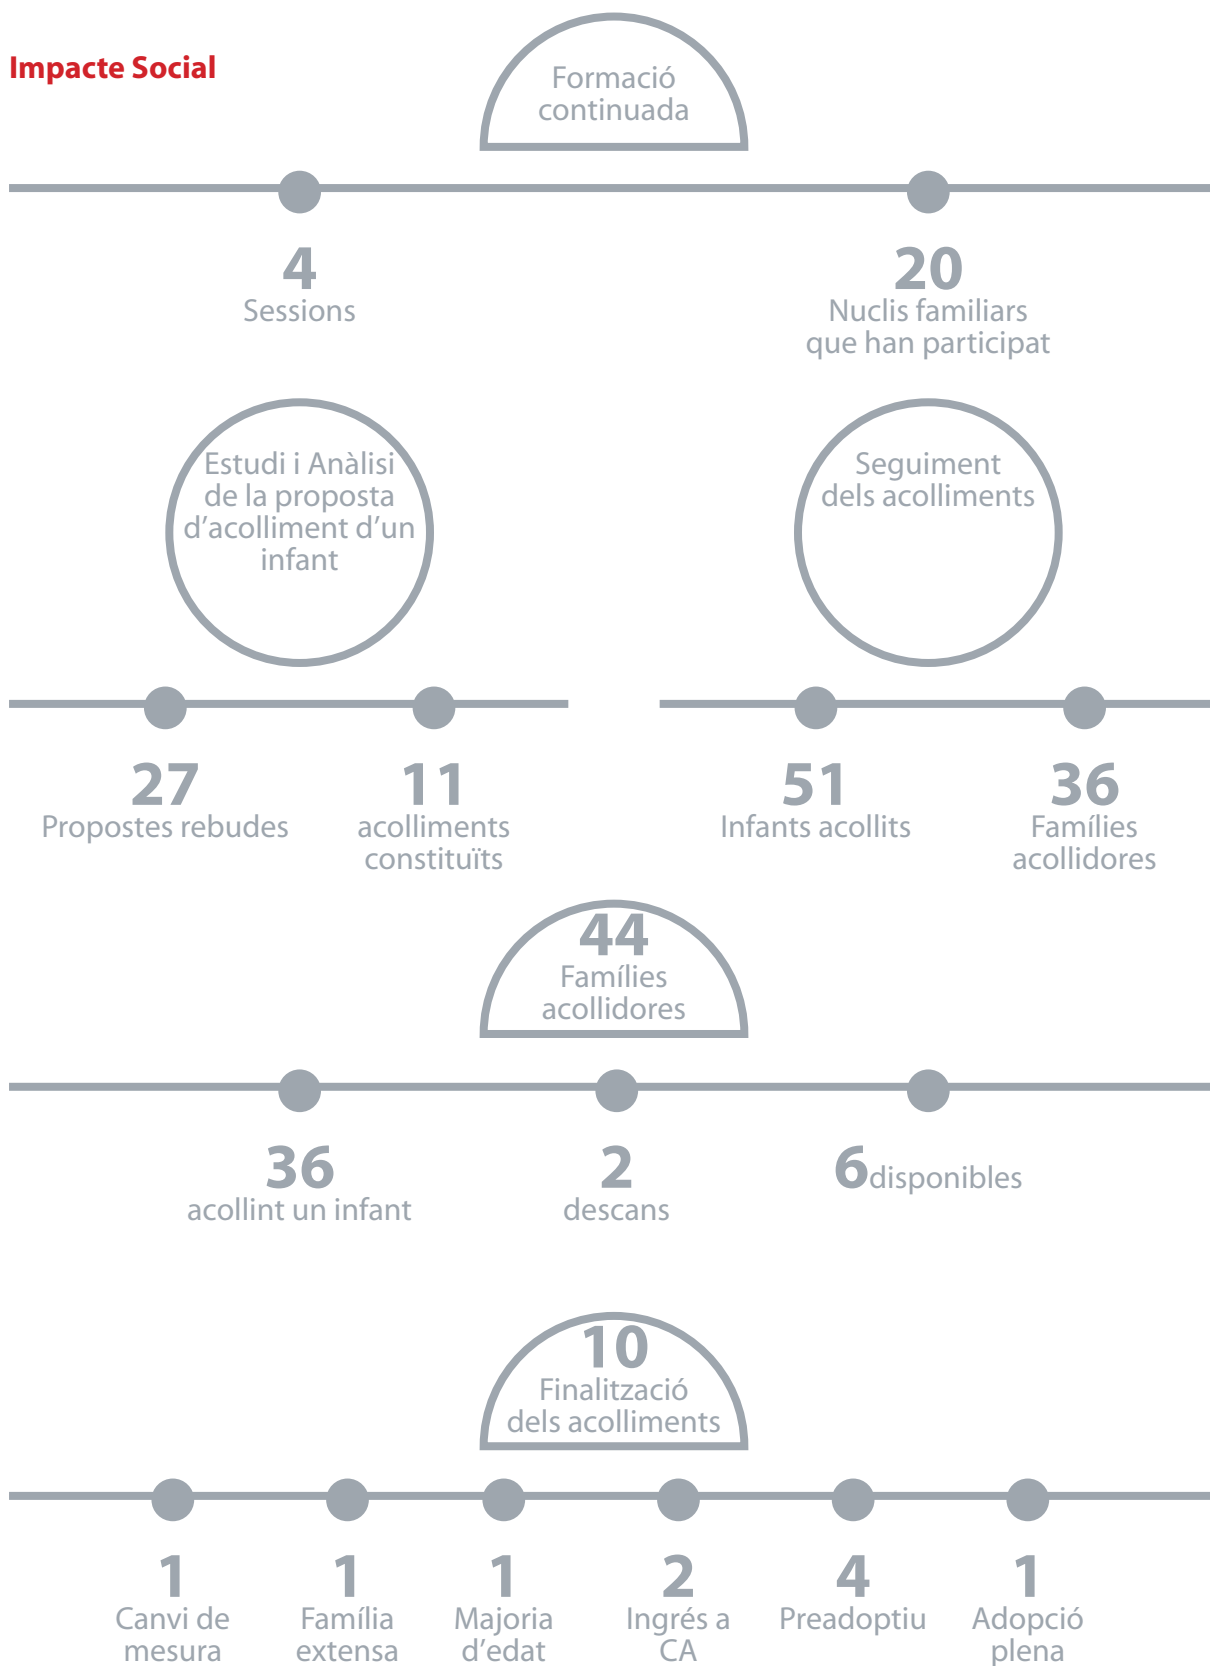 Impacte Social
Formació
continuada
4
Sessions
20
Nuclis familiars
que han participat
Estudi i Anàlisi
de la proposta
d’acolliment d’un
infant
27
Propostes rebudes
11
acolliments
constituïts
Seguiment
dels acolliments
51
Infants acollits
36
Famílies
acollidores
44
Famílies
acollidores
36
acollint un infant
2
descans
6 disponibles
10
Finalització
dels acolliments
1
Canvi de
mesura
1
Família
extensa
1
Majoria
d'edat
2
Ingrés a
CA
4
Preadoptiu
1
Adopció
plena